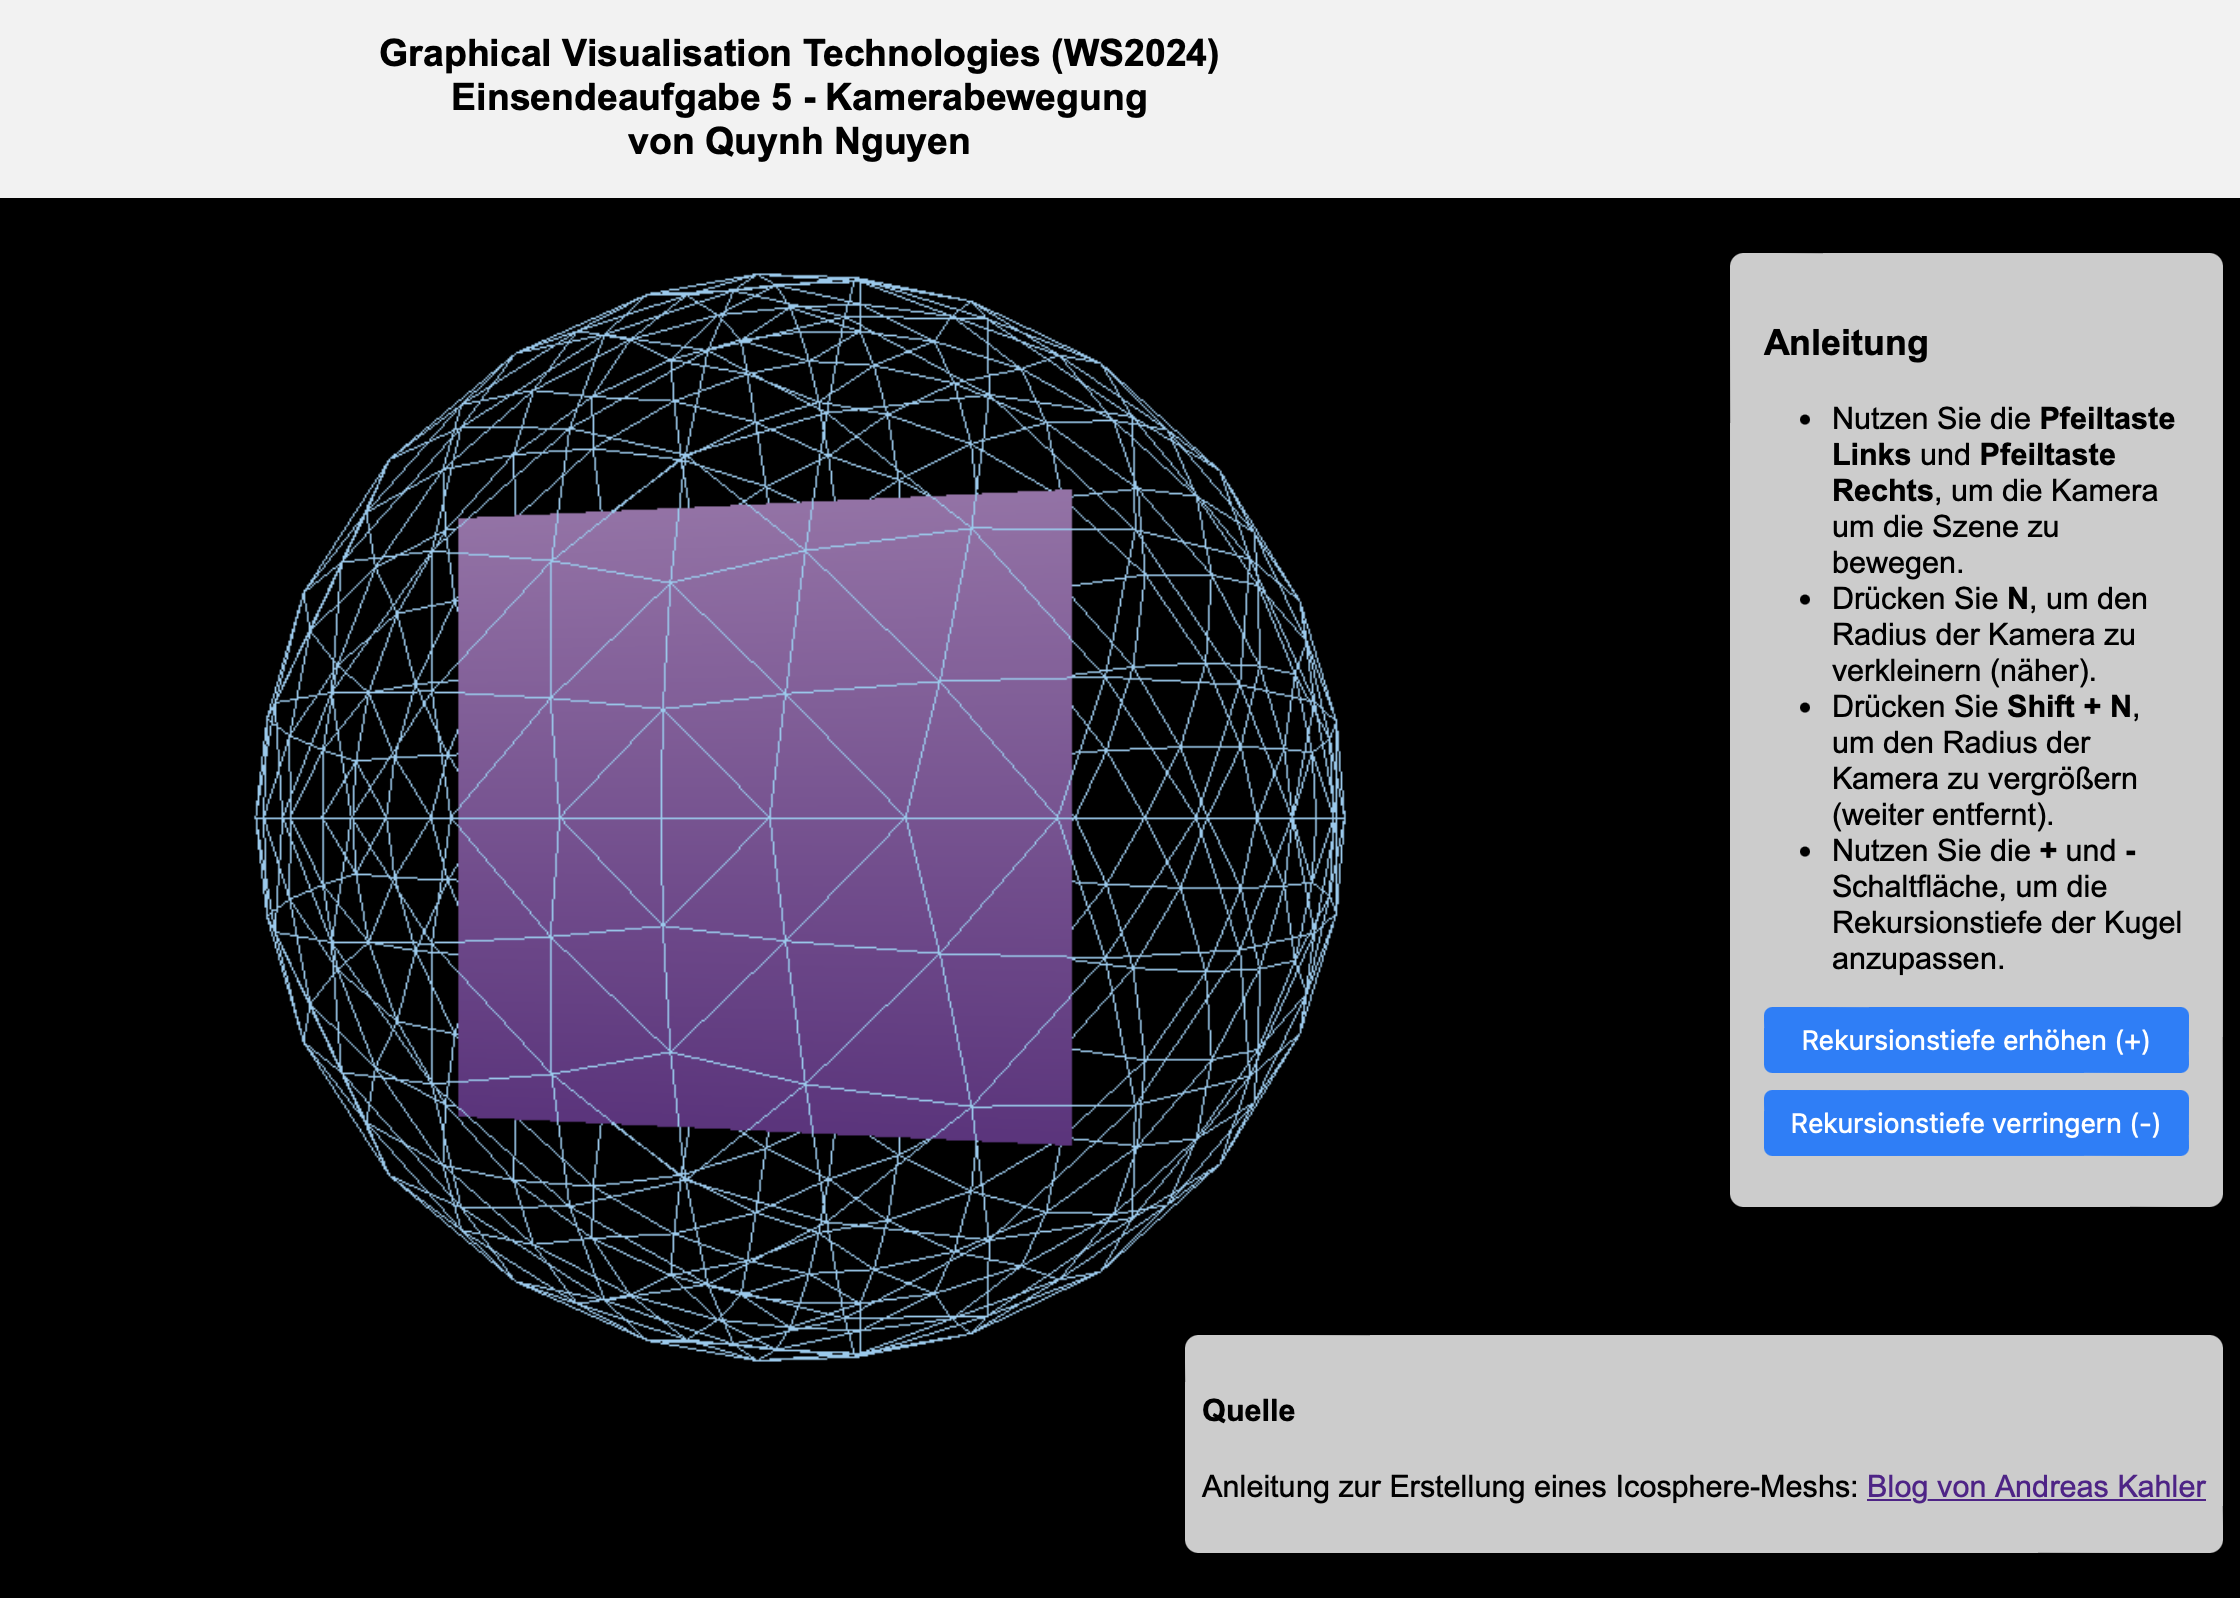 Graphical Visualisation Technologies (WS2024)
Einsendeaufgabe 5 - Kamerabewegung
von Quynh Nguyen
Anleitung
• Nutzen Sie die Pfeiltaste
Links und Pfeiltaste
Rechts, um die Kamera
um die Szene zu
bewegen.
• Drücken Sie N, um den
Radius der Kamera zu
verkleinern (näher).
• Drücken Sie Shift + N,
um den Radius der
Kamera zu vergrößern
(weiter entfernt).
• Nutzen Sie die + und -
Schaltfläche, um die
Rekursionstiefe der Kugel
anzupassen.
Rekursionstiefe erhöhen (+)
Rekursionstiefe verringern (-)
Quelle
Anleitung zur Erstellung eines Icosphere-Meshs: Blog von Andreas Kahler